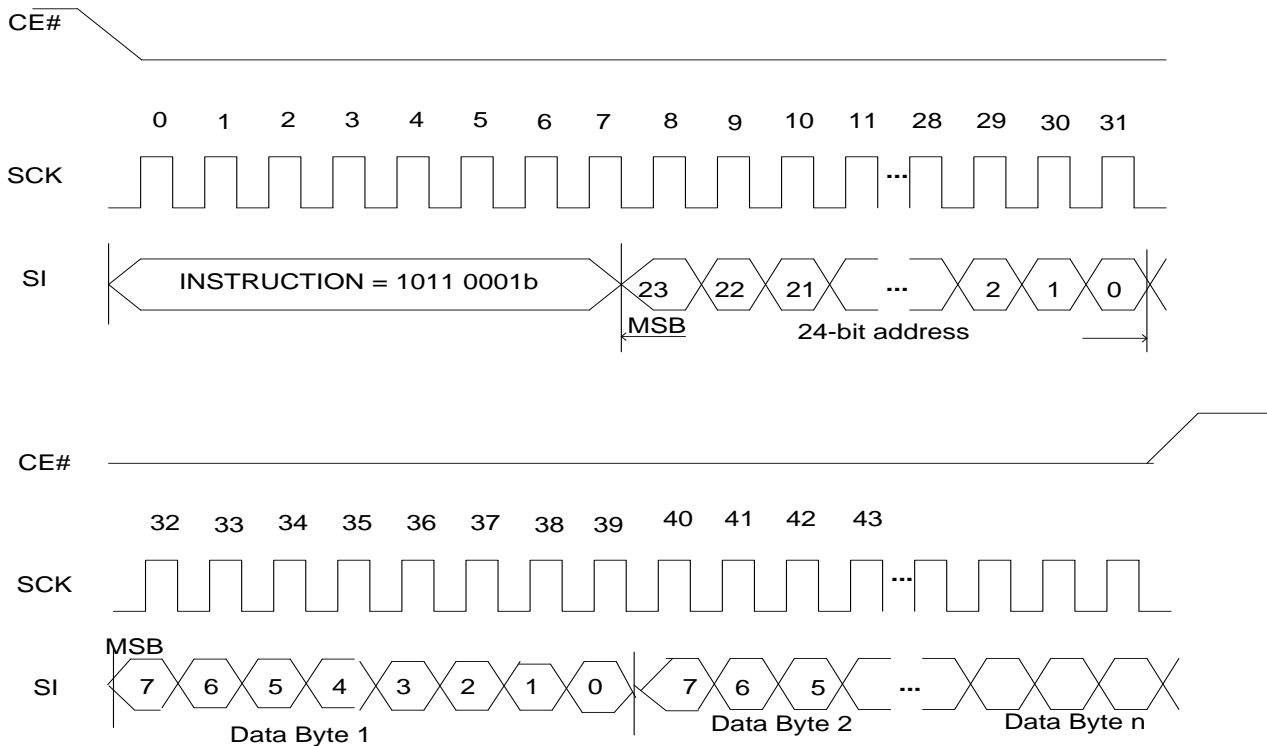 CE#
0 1 2 3 4 5 6 7 8 9 10 11 28 29 30 31
SCK ...
SI INSTRUCTION = 1011 0001b 23 22 21 ... 2 1 0
MSB 24-bit address
CE#
32 33 34 35 36 37 38 39 40 41 42 43
SCK ...
MSB
SI 7 6 5 4 3 2 1 0 7 6 5 ...
Data Byte 1 Data Byte 2 Data Byte n